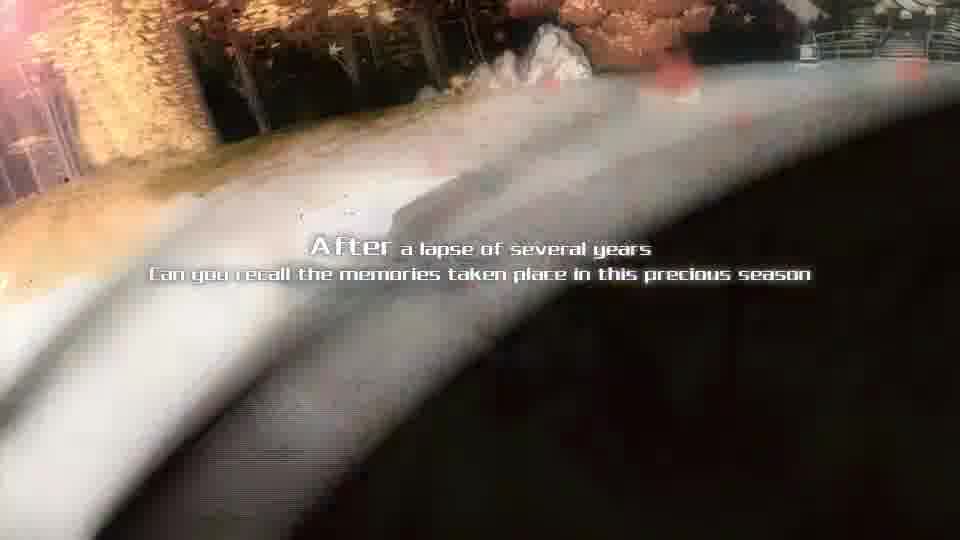 After a lapse of several years
Can you recall the memories taken place in this precious season